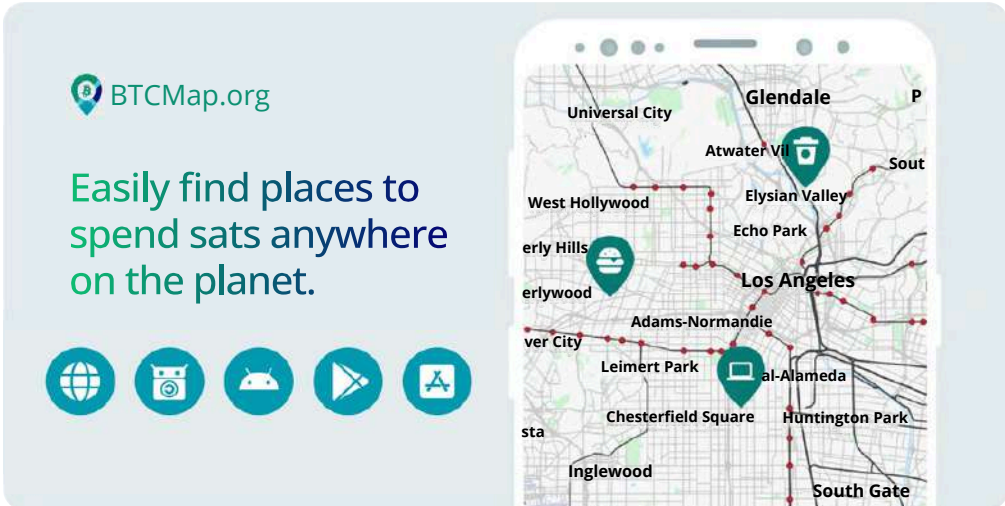 BTCMap.org
Easily find places to
spend sats anywhere
on the planet.
Universal City
Glendale
P
Atwater Vil
Sout
West Hollywood
Elysian Valley
Echo Park
erly Hills
Los Angeles
erlywood
Adams-Normandie
ver City
Leimert Park
al-Alameda
Chesterfield Square
Huntington Park
sta
Inglewood
South Gate